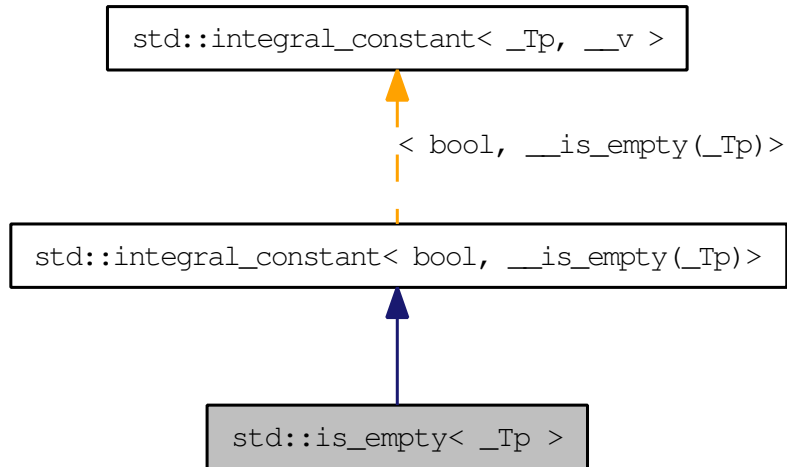 std::integral_constant< _Tp, __v >
< bool, __is_empty(_Tp)>
std::integral_constant< bool, __is_empty(_Tp)>
std::is_empty< _Tp >